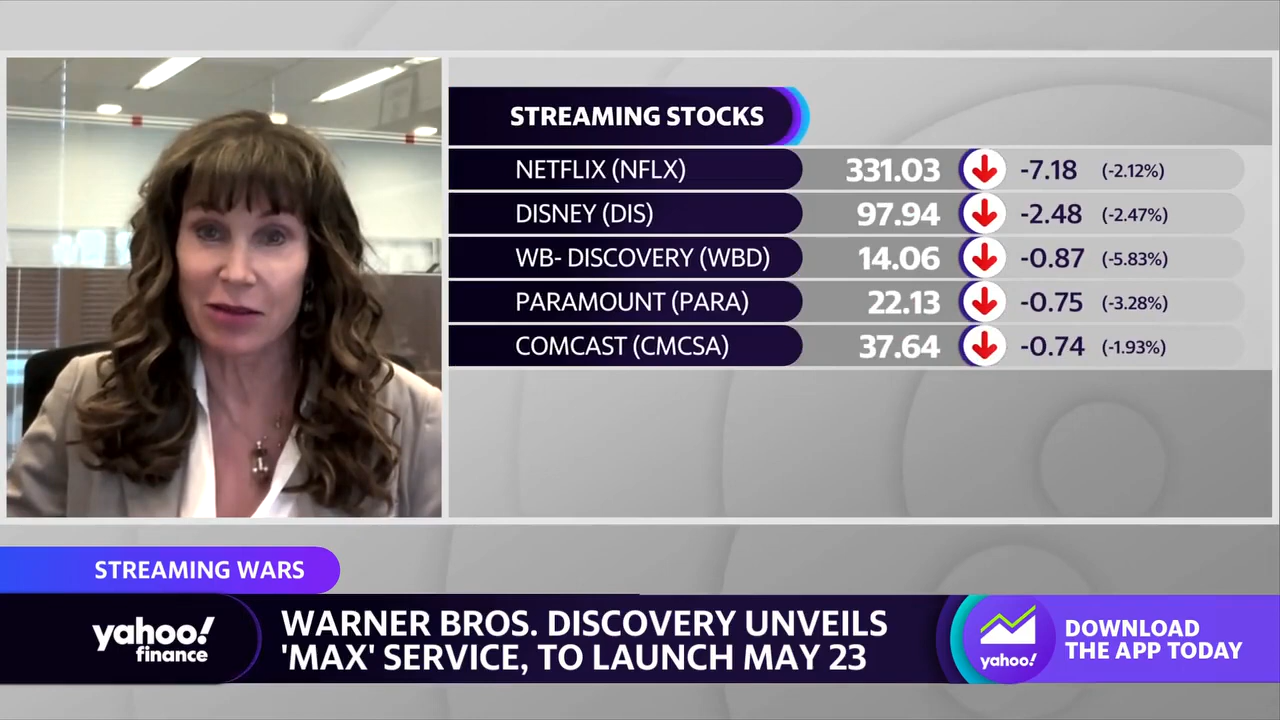 STREAMING STOCKS
NETFLIX (NFLX) 331.03 -7.18 (-2.12%)
DISNEY (DIS) 97.94 -2.48 (-2.47%)
WB- DISCOVERY (WBD) 14.06 -0.87 (-5.83%)
PARAMOUNT (PARA) 22.13 -0.75 (-3.28%)
COMCAST (CMCSA) 37.64 -0.74 (-1.93%)
STREAMING WARS
yahoo!
finance
WARNER BROS. DISCOVERY UNVEILS
'MAX' SERVICE, TO LAUNCH MAY 23
yahoo!
DOWNLOAD
THE APP TODAY